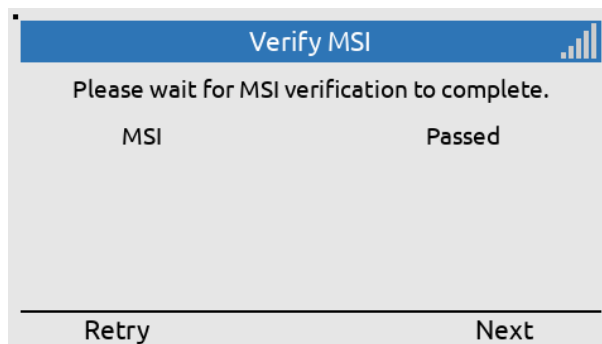 Verify MSI
Please wait for MSI verification to complete.
MSI Passed
Retry Next